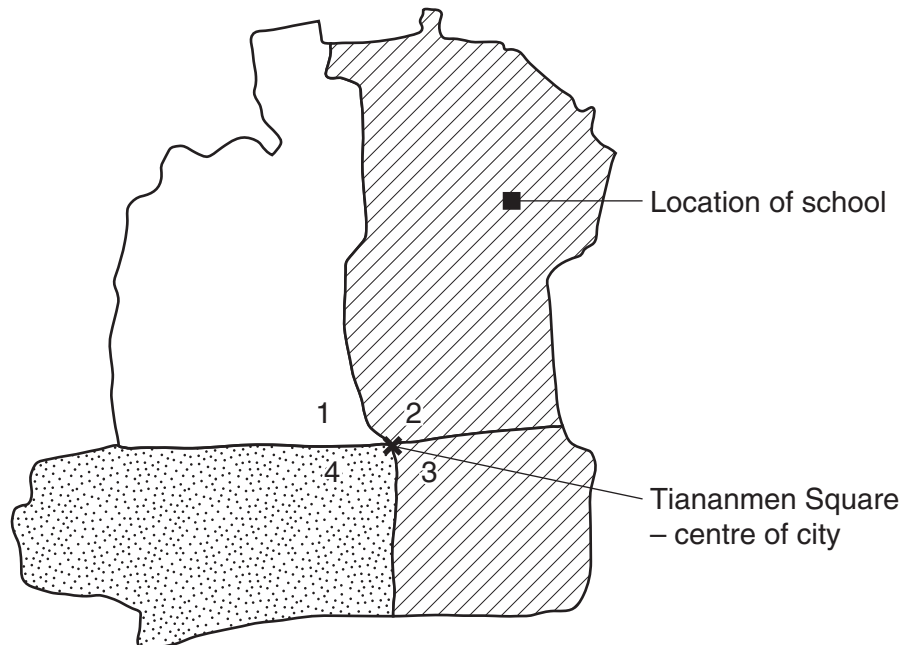 Location of school
1
2
4
3
Tiananmen Square
– centre of city